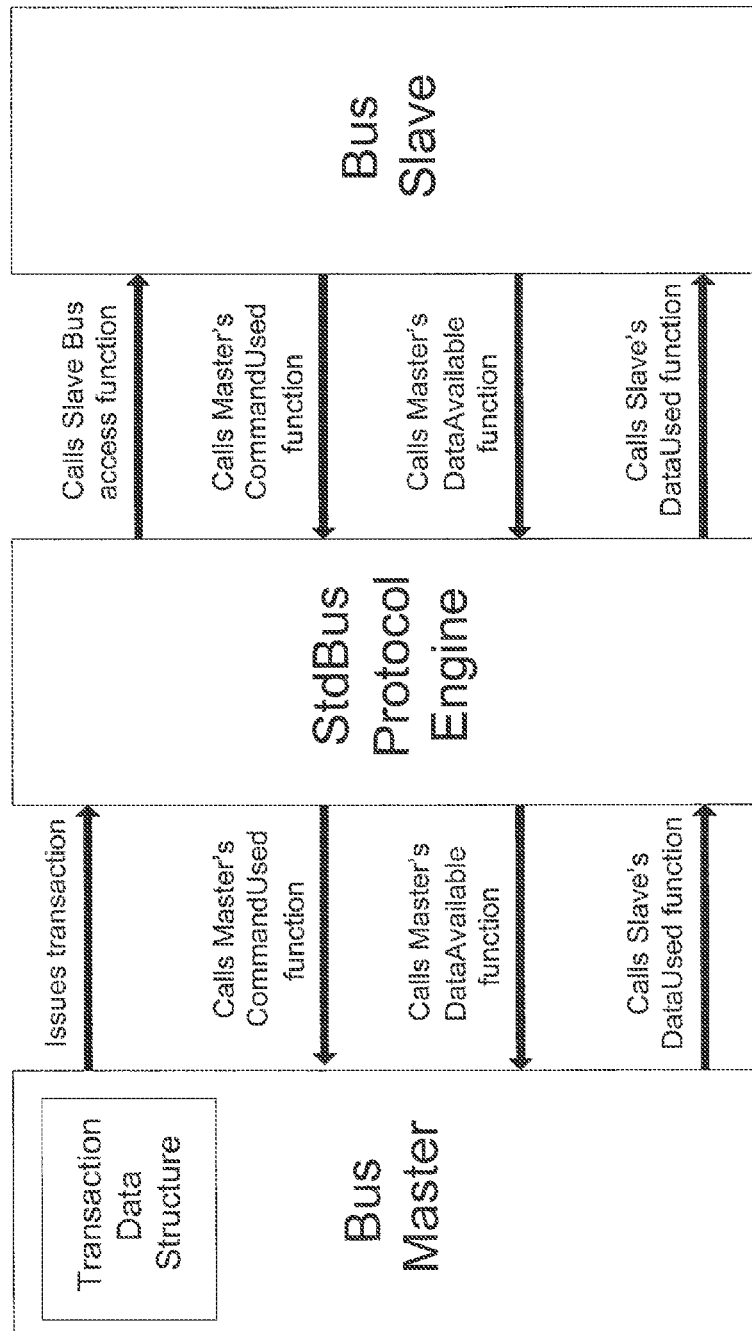 Transaction
Data
Structure
Bus
Master
Issues transaction
Calls Master's
CommandUsed
function
Calls Master's
DataAvailable
function
Calls Slave's
DataUsed function
StdBus
Protocol
Engine
Calls Slave Bus
access function
Calls Master's
CommandUsed
function
Calls Master's
DataAvailable
function
Calls Slave's
DataUsed function
Bus
Slave